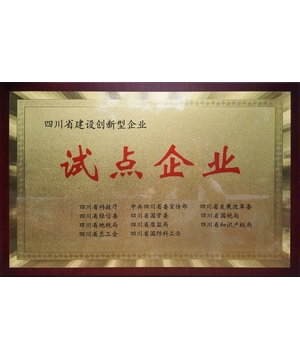 四川省建设创新型企业
试点企业
四川省科技厅 中共四川省委宣传部 四川省发展改革委
四川省经信委 四川省国资委 四川省国税局
四川省地税局 四川省质监局 四川省知识产权局
四川省总工会 四川省国防科工办